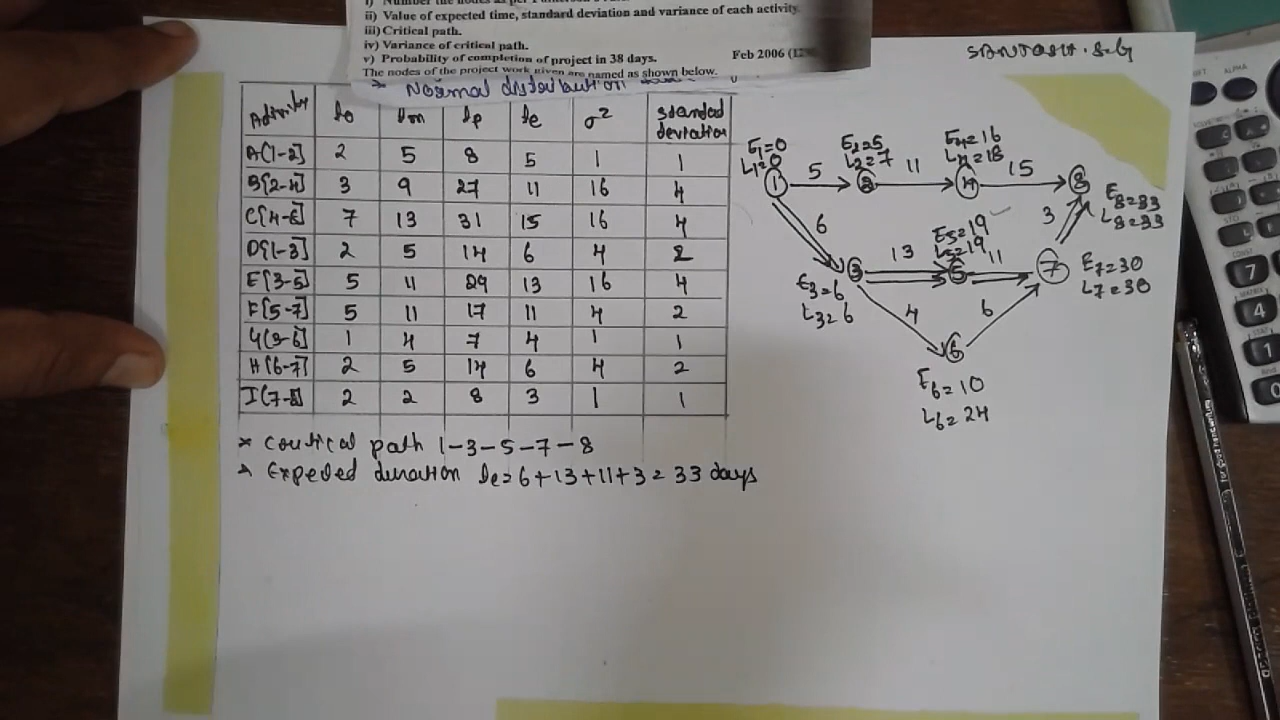 ii) Value of expected time, standard deviation and variance of each activity.
iii) Critical path.
iv) Variance of critical path.
v) Probability of completion of project in 38 days. Feb 2006
The nodes of the project work given are named as shown below.
Normal distribution
SANTOSH. S.G
Activity to tm tp te σ² standard deviation
A[1-2] 2 5 8 5 1 1
B[2-4] 3 9 27 11 16 4
C[4-8] 7 13 31 15 16 4
D[1-3] 2 5 14 6 4 2
E[3-5] 5 11 29 13 16 4
F[5-7] 5 11 17 11 4 2
G[3-6] 1 4 7 4 1 1
H[6-7] 2 5 14 6 4 2
I[7-8] 2 2 8 3 1 1
E1=0
L1=0
1
5
E2=5
L2=7
2
11
E4=16
L4=18
4
15
8
E8=33
L8=33
6
3
E3=6
L3=6
13
E5=19
L5=19
5
11
3
7
E7=30
L7=30
4
6
6
E6=10
L6=24
* Critical path 1-3-5-7-8
* Expected duration te=6+13+11+3=33 days
ALPHA
7
4
1
0
STAT